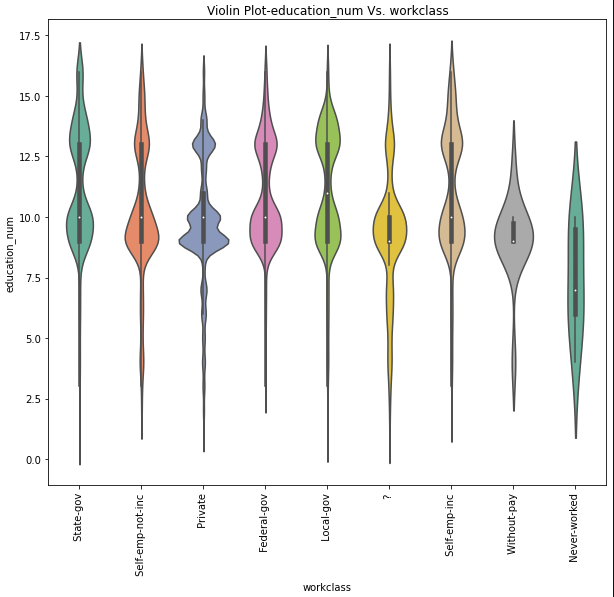 Violin Plot-education_num Vs. workclass
17.5
15.0
12.5
10.0
7.5
5.0
2.5
0.0
education_num
State-gov
Self-emp-not-inc
Private
Federal-gov
Local-gov
?
Self-emp-inc
Without-pay
Never-worked
workclass